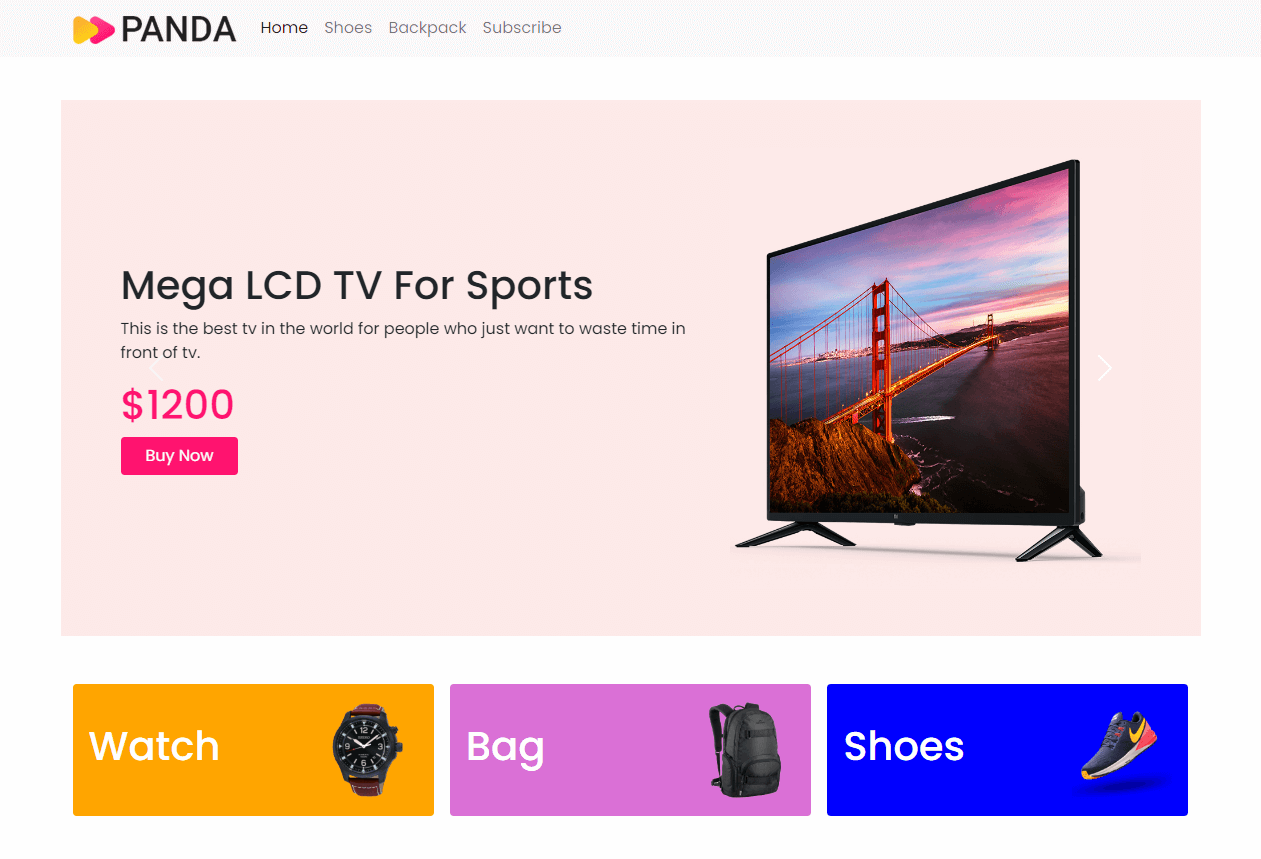 PANDA
Home Shoes Backpack Subscribe
Mega LCD TV For Sports
This is the best tv in the world for people who just want to waste time in
front of tv.
$1200
Buy Now
Watch
Bag
Shoes